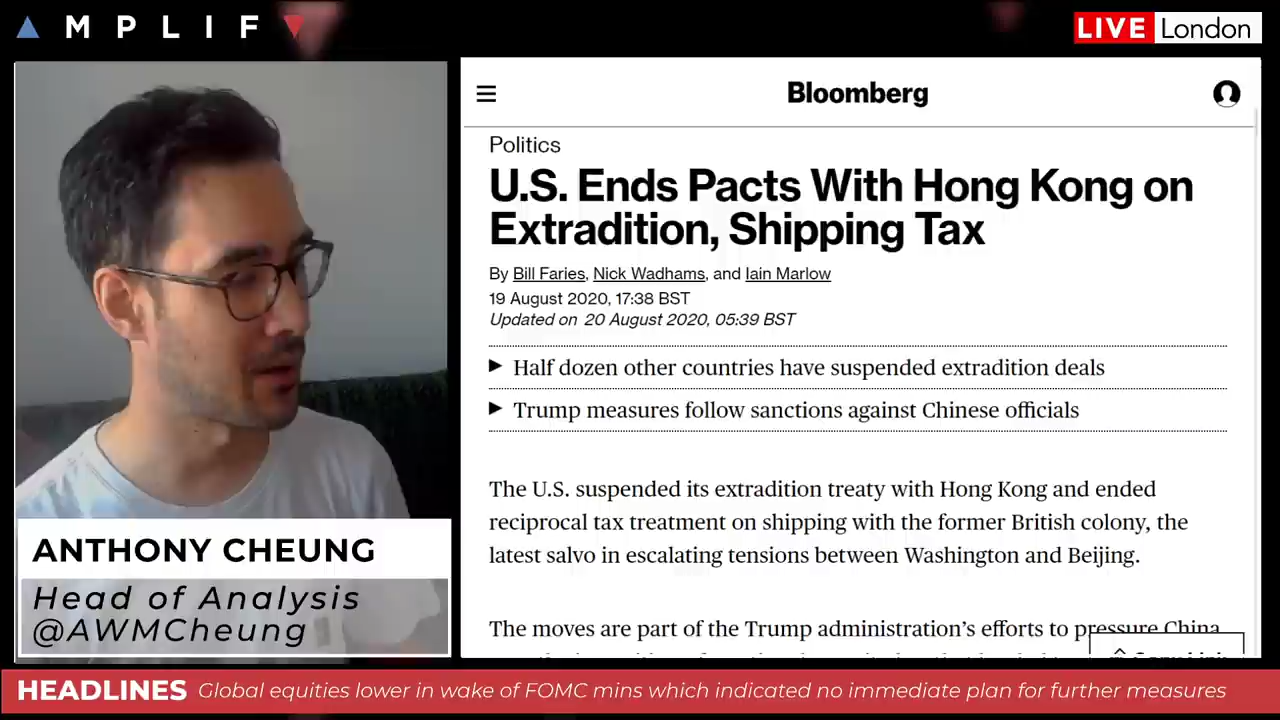 MPLIF
LIVE London
Bloomberg
Politics
U.S. Ends Pacts With Hong Kong on
Extradition, Shipping Tax
By Bill Faries, Nick Wadhams, and Iain Marlow
19 August 2020, 17:38 BST
Updated on 20 August 2020, 05:39 BST
Half dozen other countries have suspended extradition deals
Trump measures follow sanctions against Chinese officials
The U.S. suspended its extradition treaty with Hong Kong and ended
reciprocal tax treatment on shipping with the former British colony, the
latest salvo in escalating tensions between Washington and Beijing.
The moves are part of the Trump administration's efforts to pressure China
ANTHONY CHEUNG
Head of Analysis
@AWMCheung
HEADLINES Global equities lower in wake of FOMC mins which indicated no immediate plan for further measures